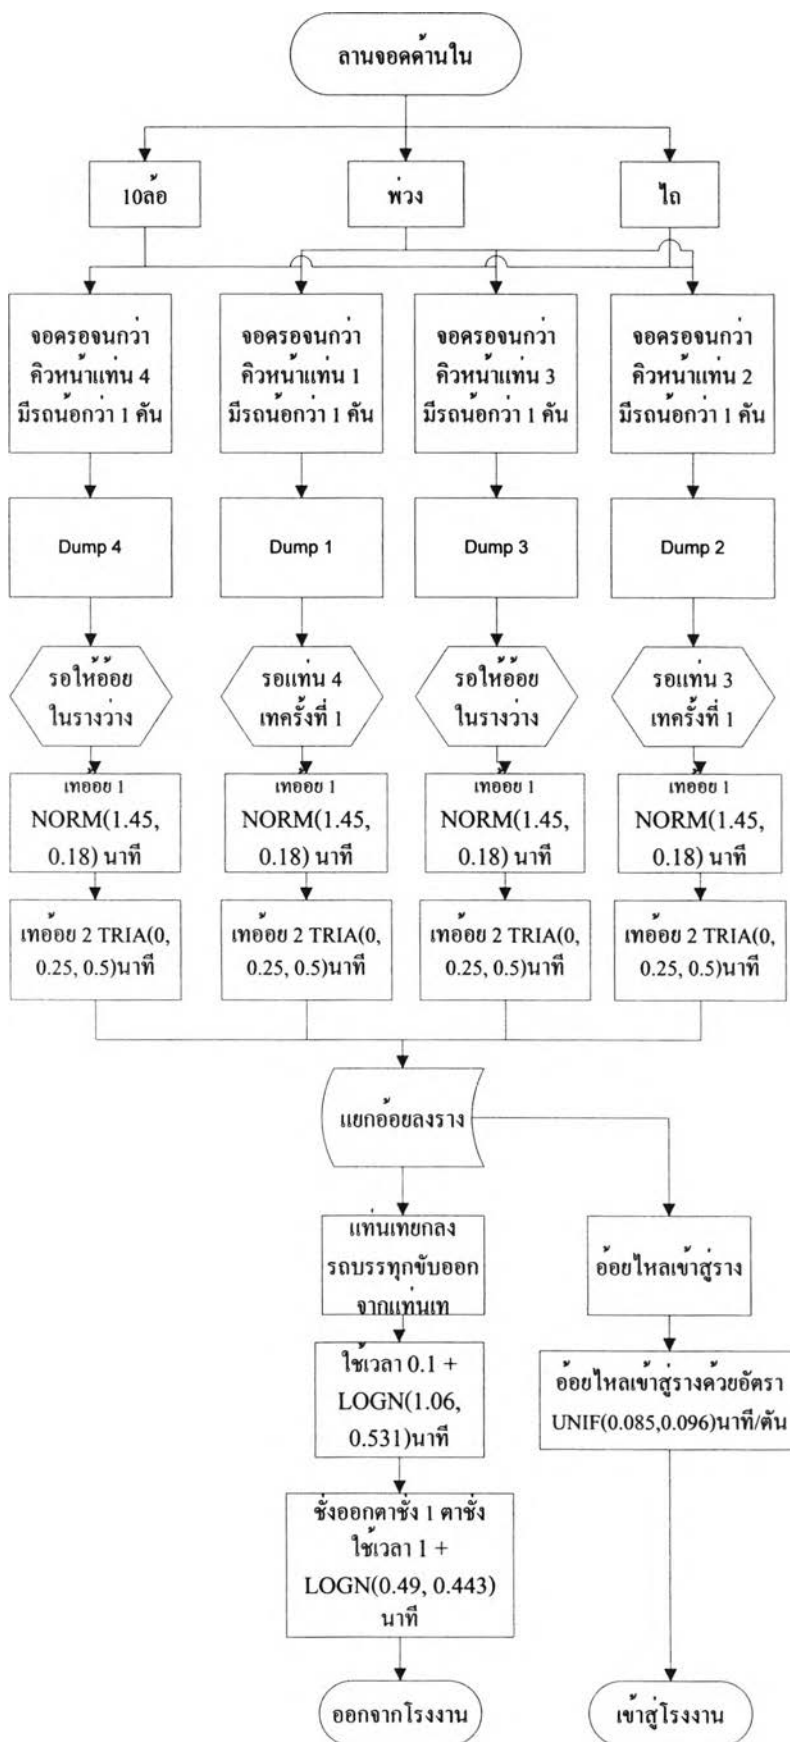 ลานจอดด้านใน
10ล้อ
พ่วง
ไถ
จอดรอจนกว่า
คิวหน้าแท่น 4
มีรถน้อกว่า 1 คัน
จอดรอจนกว่า
คิวหน้าแท่น 1
มีรถน้อกว่า 1 คัน
จอดรอจนกว่า
คิวหน้าแท่น 3
มีรถน้อกว่า 1 คัน
จอดรอจนกว่า
คิวหน้าแท่น 2
มีรถน้อกว่า 1 คัน
Dump 4
Dump 1
Dump 3
Dump 2
รอให้อ้อย
ในรางว่าง
รอแท่น 4
เทครั้งที่ 1
รอให้อ้อย
ในรางว่าง
รอแท่น 3
เทครั้งที่ 1
เทอ้อย 1
NORM(1.45,
0.18) นาที
เทอ้อย 1
NORM(1.45,
0.18) นาที
เทอ้อย 1
NORM(1.45,
0.18) นาที
เทอ้อย 1
NORM(1.45,
0.18) นาที
เทอ้อย 2 TRIA(0,
0.25, 0.5)นาที
เทอ้อย 2 TRIA(0,
0.25, 0.5)นาที
เทอ้อย 2 TRIA(0,
0.25, 0.5)นาที
เทอ้อย 2 TRIA(0,
0.25, 0.5)นาที
แยกอ้อยลงราง
แท่นเทยกลง
รถบรรทุกขับออก
จากแท่นเท
อ้อยไหลเข้าสู่ราง
ใช้เวลา 0.1 +
LOGN(1.06,
0.531)นาที
อ้อยไหลเข้าสู่รางด้วยอัตรา
UNIF(0.085,0.096)นาที/ตัน
ชั่งออกตาชั่ง 1 ตาชั่ง
ใช้เวลา 1 +
LOGN(0.49, 0.443)
นาที
ออกจากโรงงาน
เข้าสู่โรงงาน